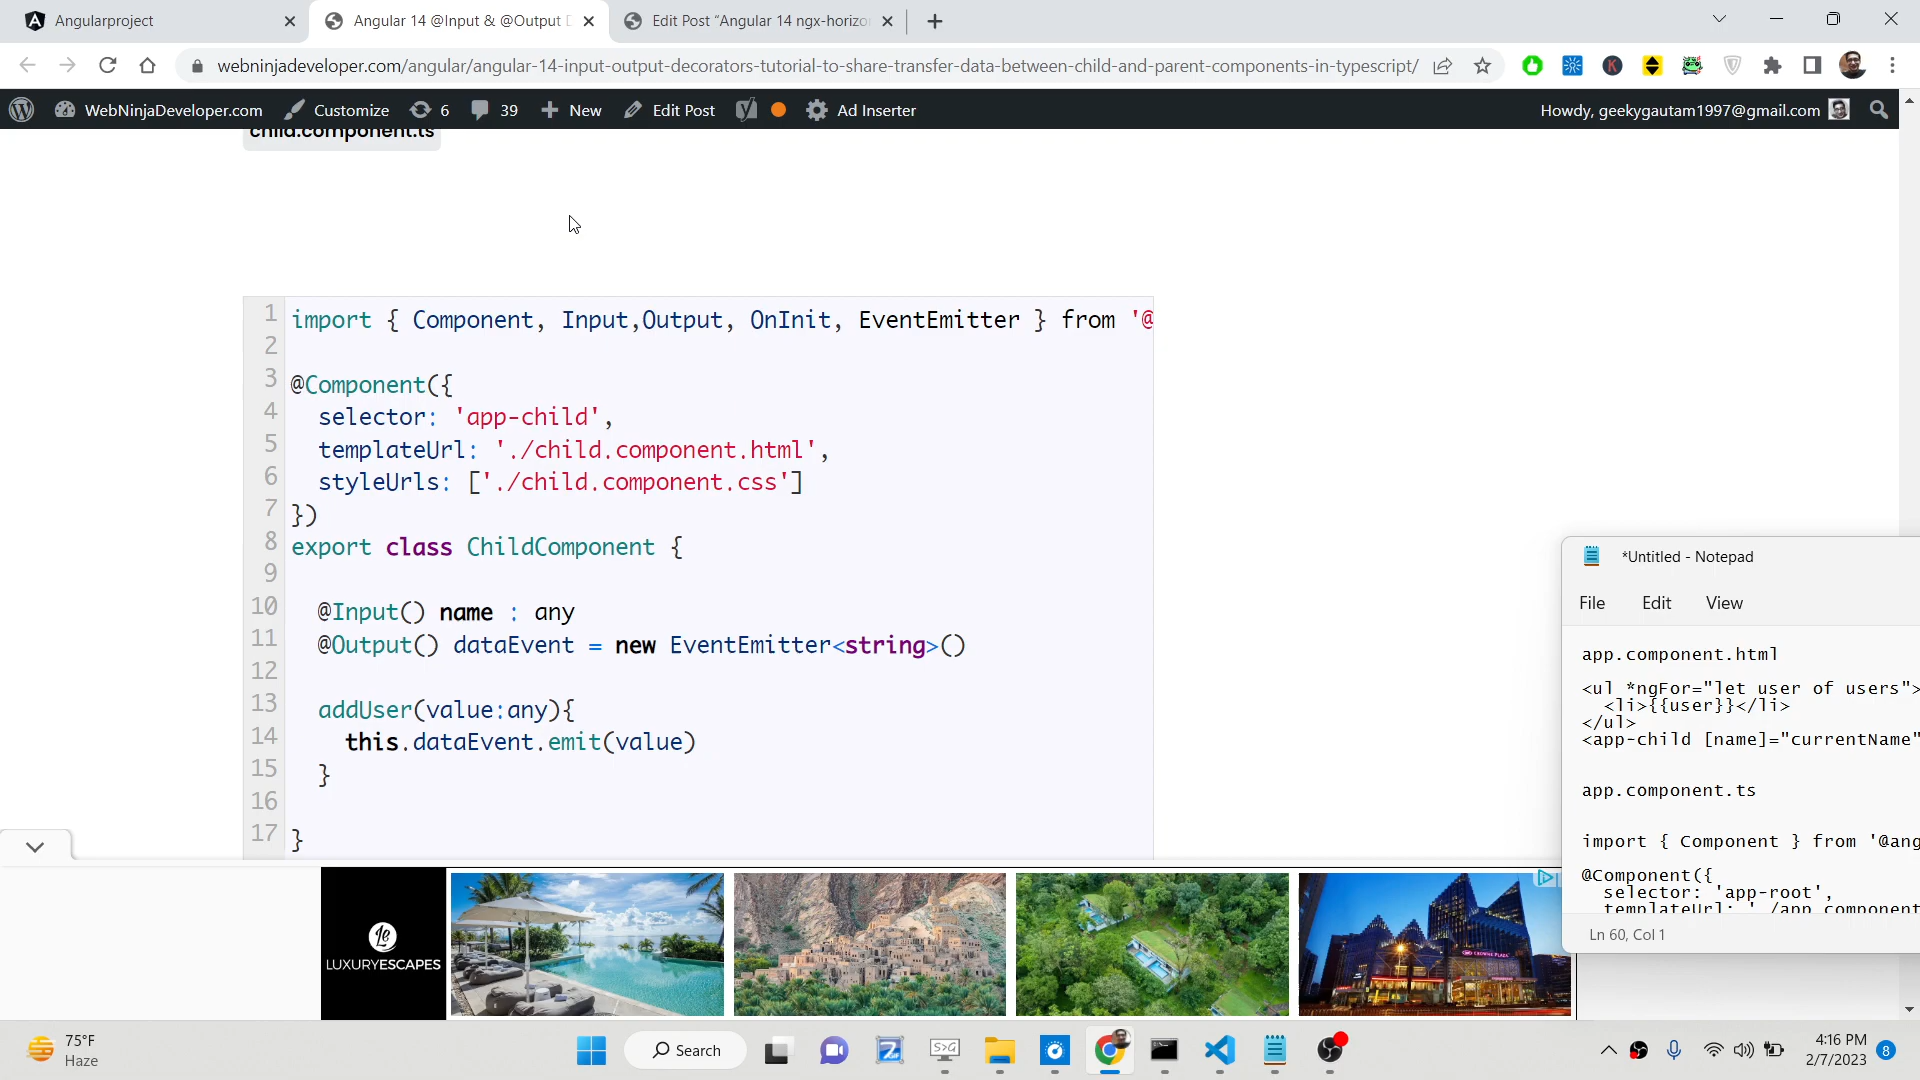 Angularproject
Angular 14 @Input & @Output
Edit Post “Angular 14 ngx-horizo
webninjadeveloper.com/angular/angular-14-input-output-decorators-tutorial-to-share-transfer-data-between-child-and-parent-components-in-typescript/
WebNinjaDeveloper.com Customize 6 39 New Edit Post Ad Inserter Howdy, geekygautam1997@gmail.com
child.component.ts
1 import { Component, Input,Output, OnInit, EventEmitter } from '@
2
3 @Component({
4 selector: 'app-child',
5 templateUrl: './child.component.html',
6 styleUrls: ['./child.component.css']
7 })
8 export class ChildComponent {
9
10 @Input() name : any
11 @Output() dataEvent = new EventEmitter<string>()
12
13 addUser(value:any){
14 this.dataEvent.emit(value)
15 }
16
17 }
*Untitled - Notepad
File Edit View
app.component.html
<ul *ngFor="let user of users">
<li>{{user}}</li>
</ul>
<app-child [name]="currentName"
app.component.ts
import { Component } from '@ang
@Component({
selector: 'app-root',
templateUrl: './app.component
Ln 60, Col 1
Le
LUXURYESCAPES
CROWNE PLAZA
75°F
Haze
Search
4:16 PM
2/7/2023
8